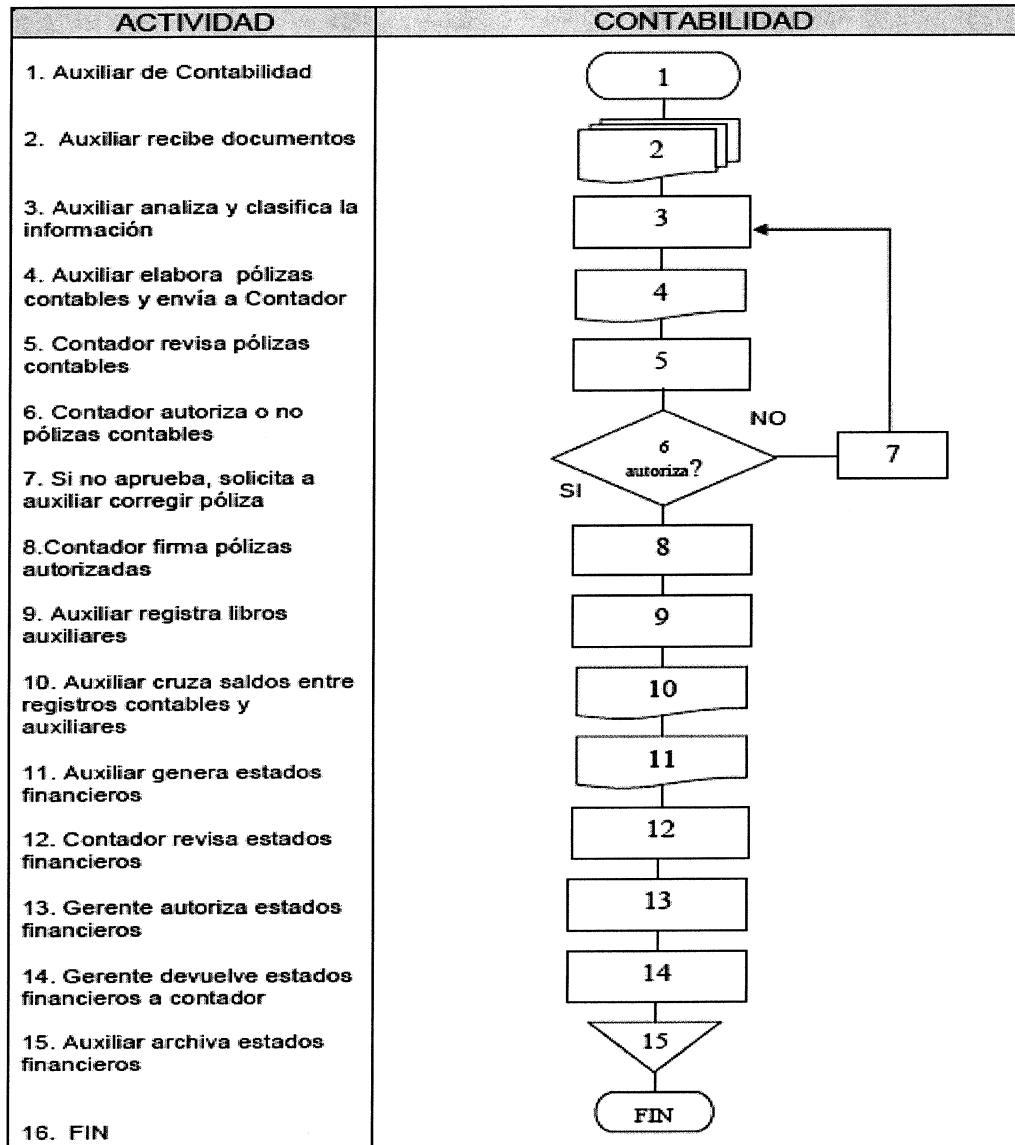 ACTIVIDAD
CONTABILIDAD
1. Auxiliar de Contabilidad
2. Auxiliar recibe documentos
3. Auxiliar analiza y clasifica la
información
4. Auxiliar elabora pólizas
contables y envía a Contador
5. Contador revisa pólizas
contables
6. Contador autoriza o no
pólizas contables
7. Si no aprueba, solicita a
auxiliar corregir póliza
8.Contador firma pólizas
autorizadas
9. Auxiliar registra libros
auxiliares
10. Auxiliar cruza saldos entre
registros contables y
auxiliares
11. Auxiliar genera estados
financieros
12. Contador revisa estados
financieros
13. Gerente autoriza estados
financieros
14. Gerente devuelve estados
financieros a contador
15. Auxiliar archiva estados
financieros
16. FIN
1
2
3
4
5
6
autoriza?
NO
7
SI
8
9
10
11
12
13
14
15
FIN